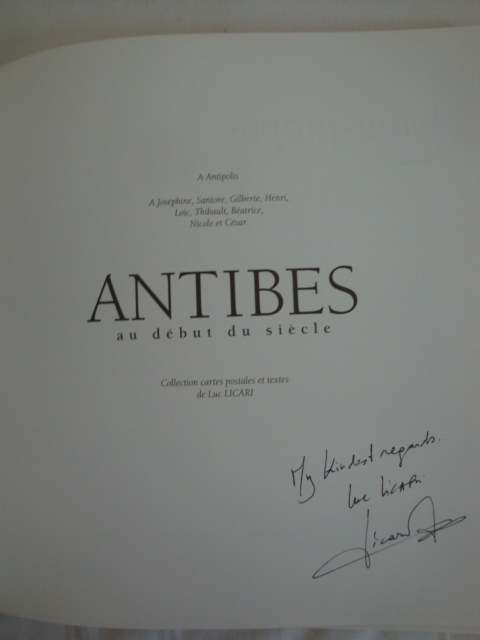 A Antipolis
A Joséphine, Santore, Gilberte, Henri,
Loïc, Thibault, Béatrice,
Nicole et César.
ANTIBES
au début du siècle
Collection cartes postales et textes
de Luc LICARI
My kindest regards.
Luc LICARi
Licari